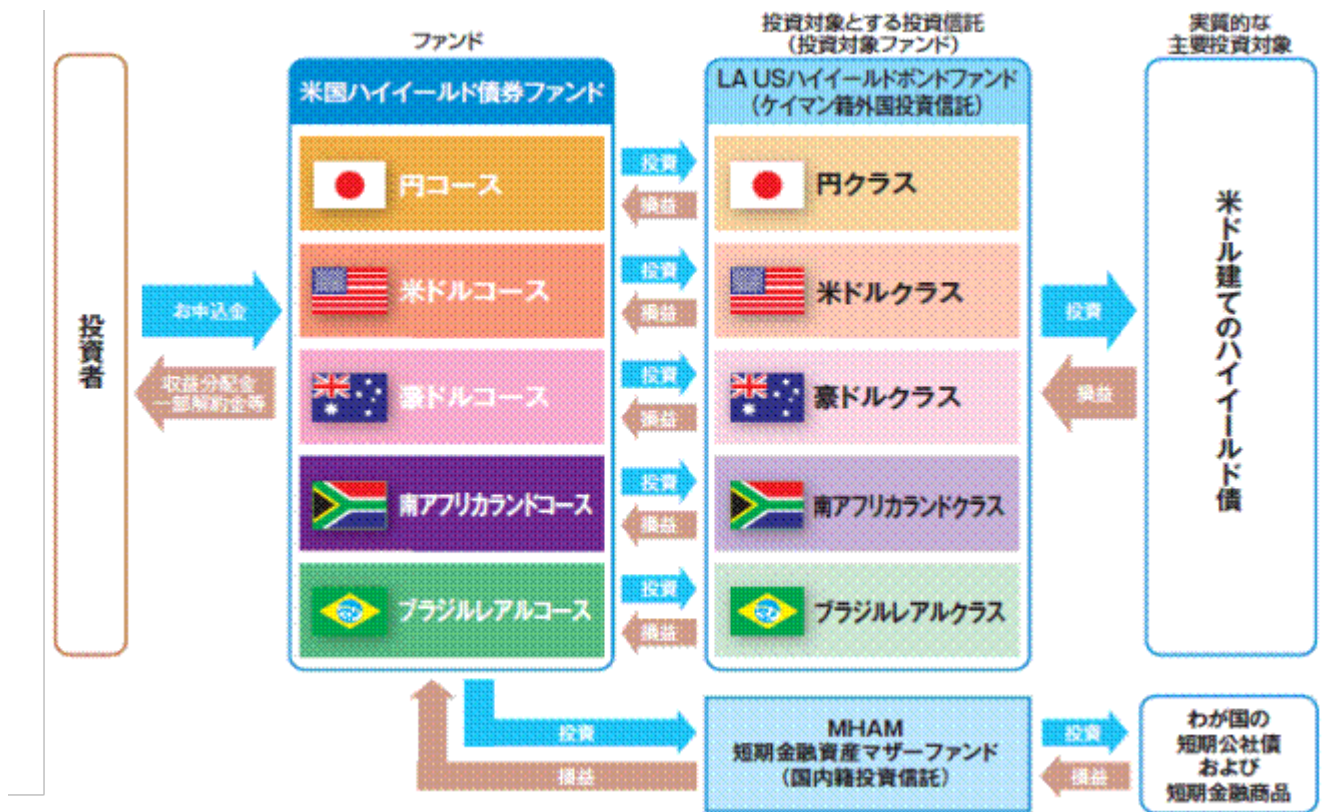 ファンド
投資対象とする投資信託
(投資対象ファンド)
実質的な
主要投資対象
投資者
お申込金
収益分配金
一部解約金等
米国ハイイールド債券ファンド
円コース
米ドルコース
豪ドルコース
南アフリカランドコース
ブラジルレアルコース
投資
損益
投資
損益
投資
損益
投資
損益
投資
損益
LA USハイイールドボンドファンド
(ケイマン籍外国投資信託)
円クラス
米ドルクラス
豪ドルクラス
南アフリカランドクラス
ブラジルレアルクラス
投資
損益
米ドル建てのハイイールド債
投資
損益
MHAM
短期金融資産マザーファンド
(国内籍投資信託)
投資
損益
わが国の
短期公社債
および
短期金融商品